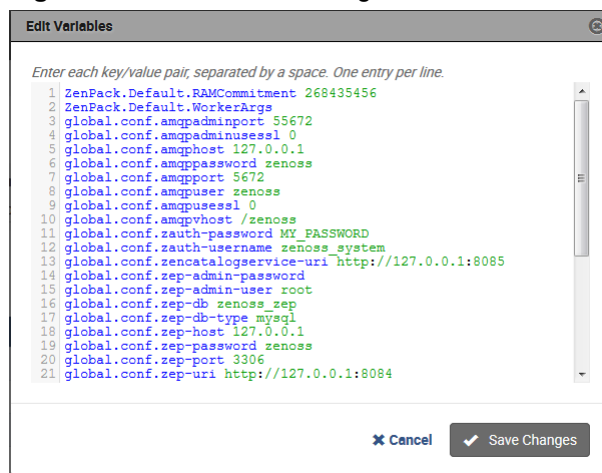 Edit Variables
Enter each key/value pair, separated by a space. One entry per line.
1 ZenPack.Default.RAMCommitment 268435456
2 ZenPack.Default.WorkerArgs
3 global.conf.amqpadminport 55672
4 global.conf.amqpadminusessl 0
5 global.conf.amqphost 127.0.0.1
6 global.conf.amqppassword zenoss
7 global.conf.amqpport 5672
8 global.conf.amqpuser zenoss
9 global.conf.amqpusessl 0
10 global.conf.amqpvhost /zenoss
11 global.conf.zauth-password MY_PASSWORD
12 global.conf.zauth-username zenoss_system
13 global.conf.zencatalogservice-uri http://127.0.0.1:8085
14 global.conf.zep-admin-password
15 global.conf.zep-admin-user root
16 global.conf.zep-db zenoss_zep
17 global.conf.zep-db-type mysql
18 global.conf.zep-host 127.0.0.1
19 global.conf.zep-password zenoss
20 global.conf.zep-port 3306
21 global.conf.zep-uri http://127.0.0.1:8084
Cancel
Save Changes